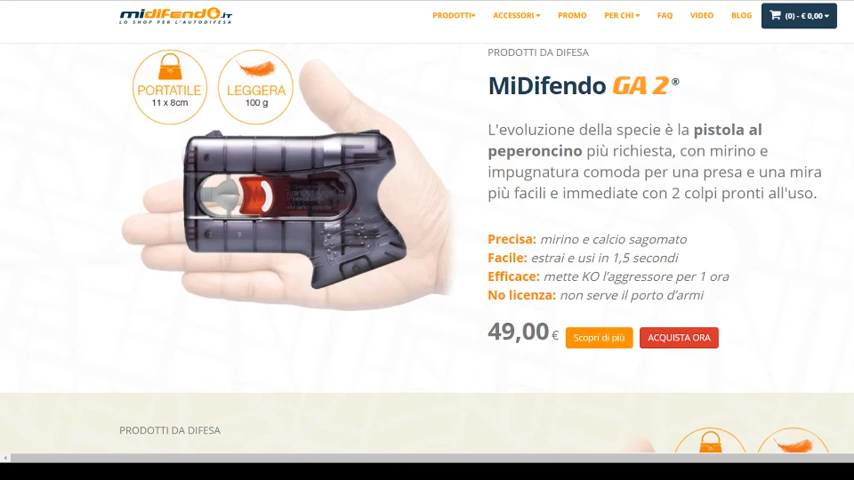 midifendo.IT
LO SHOP PER L'AUTODIFESA
PRODOTTI
ACCESSORI
PROMO
PER CHI
FAQ
VIDEO
BLOG
(0) - € 0,00
PORTATILE
11 x 8cm
LEGGERA
100 g
PRODOTTI DA DIFESA
MiDifendo GA 2®
L'evoluzione della specie è la pistola al
peperoncino più richiesta, con mirino e
impugnatura comoda per una presa e una mira
più facili e immediate con 2 colpi pronti all'uso.
Precisa: mirino e calcio sagomato
Facile: estrai e usi in 1,5 secondi
Efficace: mette KO l'aggressore per 1 ora
No licenza: non serve il porto d'armi
49,00 €
Scopri di più
ACQUISTA ORA
PRODOTTI DA DIFESA